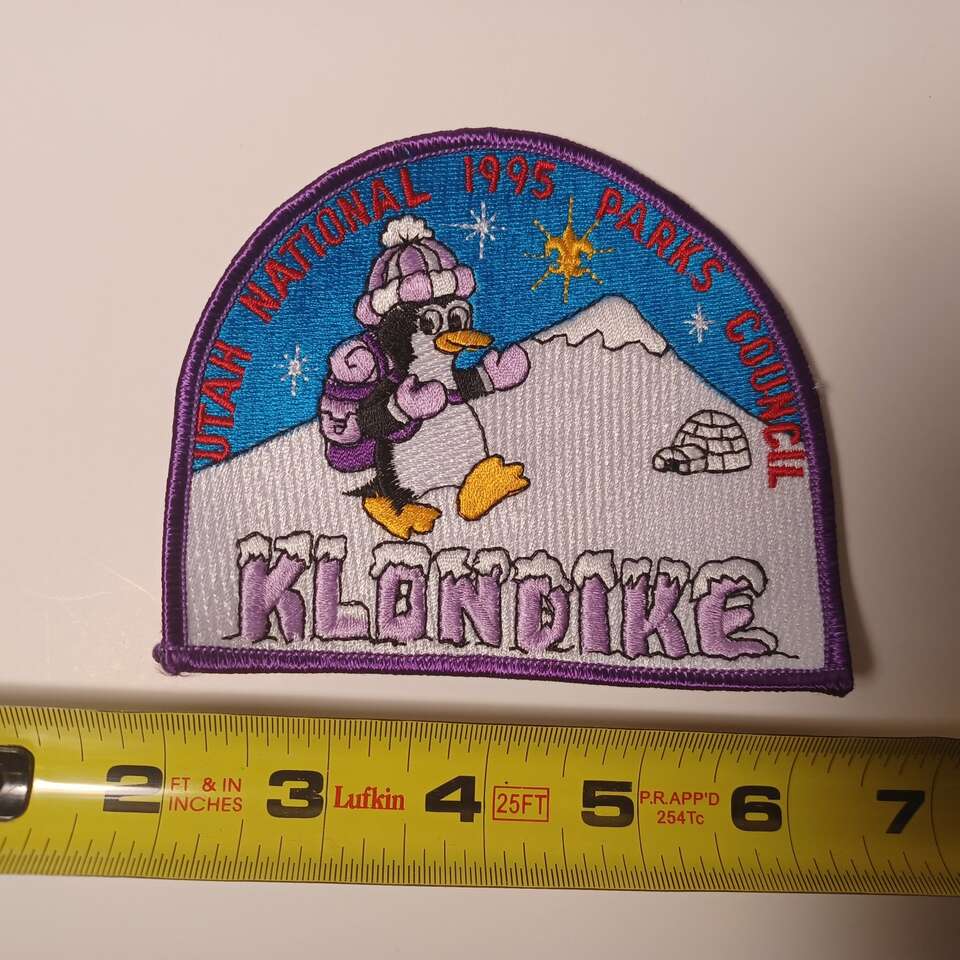 UTAH NATIONAL 1995 PARKS COUNCIL
KLONDIKE
2 FT & IN INCHES 3 Lufkin 4 25FT 5 P.R.APP'D 254Tc 6 7